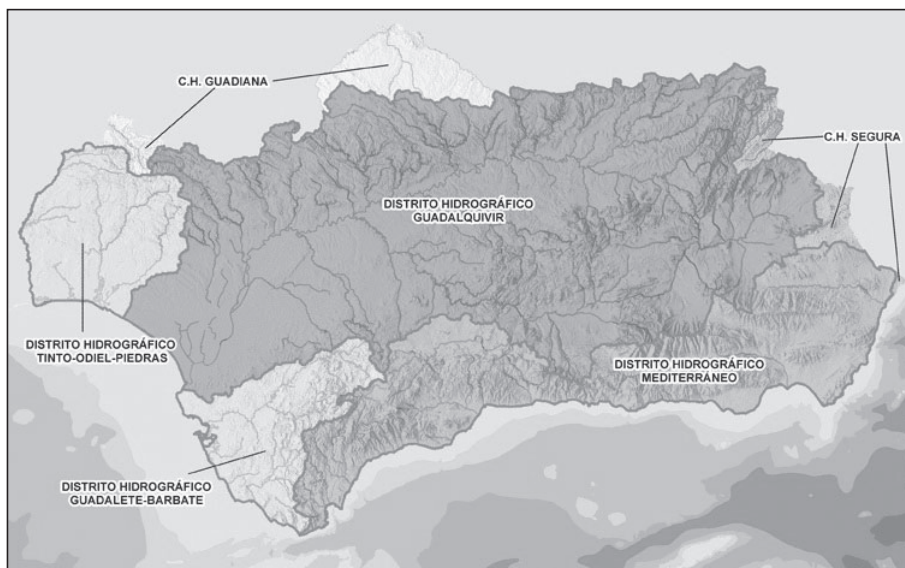 C.H. GUADIANA
C.H. SEGURA
DISTRITO HIDROGRÁFICO
GUADALQUIVIR
DISTRITO HIDROGRÁFICO
TINTO-ODIEL-PIEDRAS
DISTRITO HIDROGRÁFICO
MEDITERRÁNEO
DISTRITO HIDROGRÁFICO
GUADALETE-BARBATE